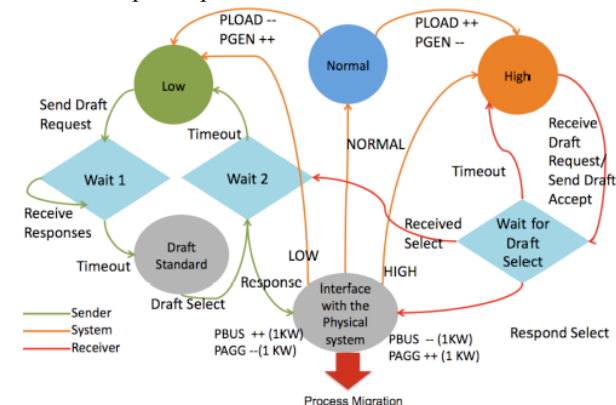 PLOAD --
PGEN ++
PLOAD ++
PGEN --
Low
Normal
High
Send Draft
Request
Timeout
NORMAL
Receive
Draft
Request/
Send Draft
Accept
Wait 1
Wait 2
Timeout
Receive
Responses
Received
Select
Wait for
Draft
Select
Timeout
Draft
Standard
LOW
HIGH
Draft Select
Response
Interface
with the
Physical
system
Sender
System
Receiver
PBUS ++ (1KW)
PAGG --(1 KW)
PBUS -- (1KW)
PAGG ++ (1 KW)
Respond Select
Process Migration